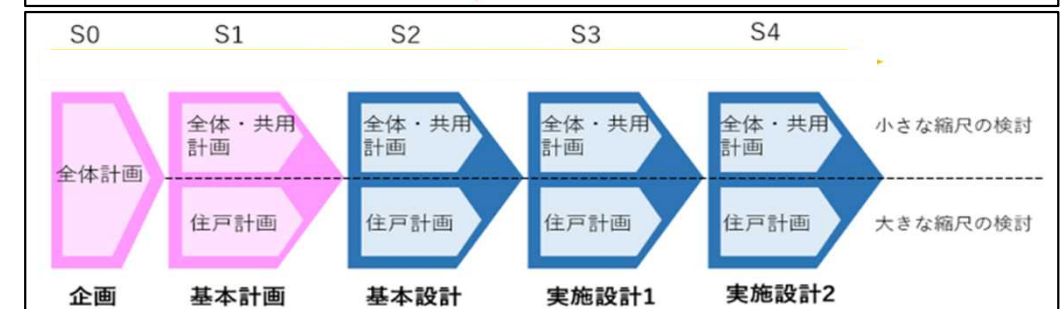 S0 S1 S2 S3 S4
全体・共用 全体・共用 全体・共用 全体・共用 小さな縮尺の検討
計画 計画 計画 計画
全体計画
住戸計画 住戸計画 住戸計画 住戸計画 大きな縮尺の検討
企画 基本計画 基本設計 実施設計1 実施設計2